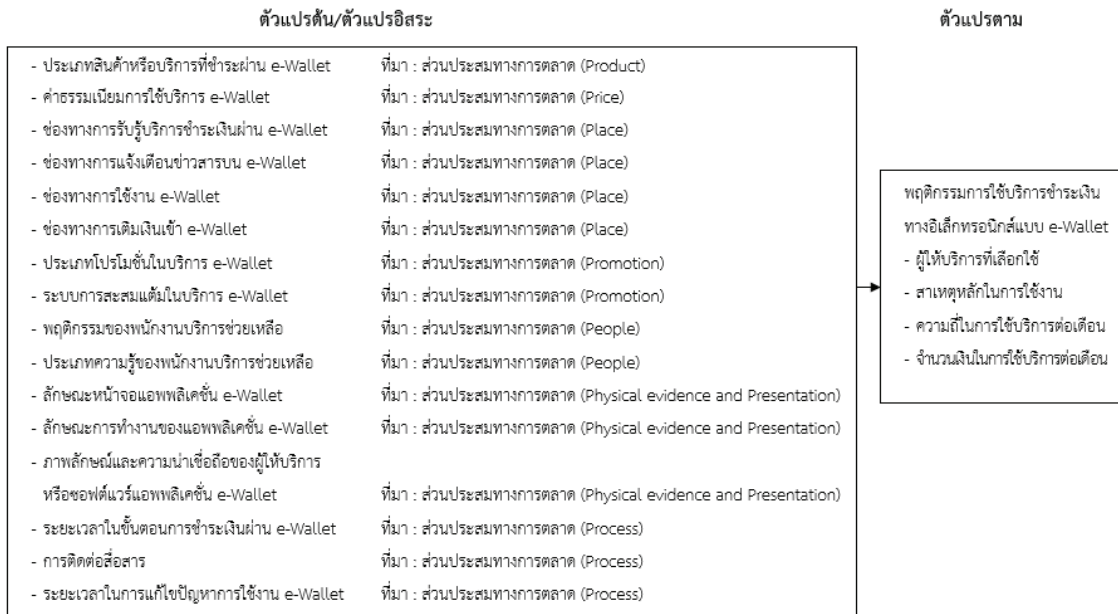 ตัวแปรต้น/ตัวแปรอิสระ
ตัวแปรตาม
- ประเภทสินค้าหรือบริการที่ชำระผ่าน e-Wallet ที่มา : ส่วนประสมทางการตลาด (Product)
- ค่าธรรมเนียมการใช้บริการ e-Wallet ที่มา : ส่วนประสมทางการตลาด (Price)
- ช่องทางการรับรู้บริการชำระเงินผ่าน e-Wallet ที่มา : ส่วนประสมทางการตลาด (Place)
- ช่องทางการแจ้งเตือนข่าวสารบน e-Wallet ที่มา : ส่วนประสมทางการตลาด (Place)
- ช่องทางการใช้งาน e-Wallet ที่มา : ส่วนประสมทางการตลาด (Place)
- ช่องทางการเติมเงินเข้า e-Wallet ที่มา : ส่วนประสมทางการตลาด (Place)
- ประเภทโปรโมชั่นในบริการ e-Wallet ที่มา : ส่วนประสมทางการตลาด (Promotion)
- ระบบการสะสมแต้มในบริการ e-Wallet ที่มา : ส่วนประสมทางการตลาด (Promotion)
- พฤติกรรมของพนักงานบริการช่วยเหลือ ที่มา : ส่วนประสมทางการตลาด (People)
- ประเภทความรู้ของพนักงานบริการช่วยเหลือ ที่มา : ส่วนประสมทางการตลาด (People)
- ลักษณะหน้าจอแอพพลิเคชั่น e-Wallet ที่มา : ส่วนประสมทางการตลาด (Physical evidence and Presentation)
- ลักษณะการทำงานของแอพพลิเคชั่น e-Wallet ที่มา : ส่วนประสมทางการตลาด (Physical evidence and Presentation)
- ภาพลักษณ์และความน่าเชื่อถือของผู้ให้บริการ
หรือซอฟต์แวร์แอพพลิเคชั่น e-Wallet ที่มา : ส่วนประสมทางการตลาด (Physical evidence and Presentation)
- ระยะเวลาในขั้นตอนการชำระเงินผ่าน e-Wallet ที่มา : ส่วนประสมทางการตลาด (Process)
- การติดต่อสื่อสาร ที่มา : ส่วนประสมทางการตลาด (Process)
- ระยะเวลาในการแก้ไขปัญหาการใช้งาน e-Wallet ที่มา : ส่วนประสมทางการตลาด (Process)
พฤติกรรมการใช้บริการชำระเงิน
ทางอิเล็กทรอนิกส์แบบ e-Wallet
- ผู้ให้บริการที่เลือกใช้
- สาเหตุหลักในการใช้งาน
- ความถี่ในการใช้บริการต่อเดือน
- จำนวนเงินในการใช้บริการต่อเดือน